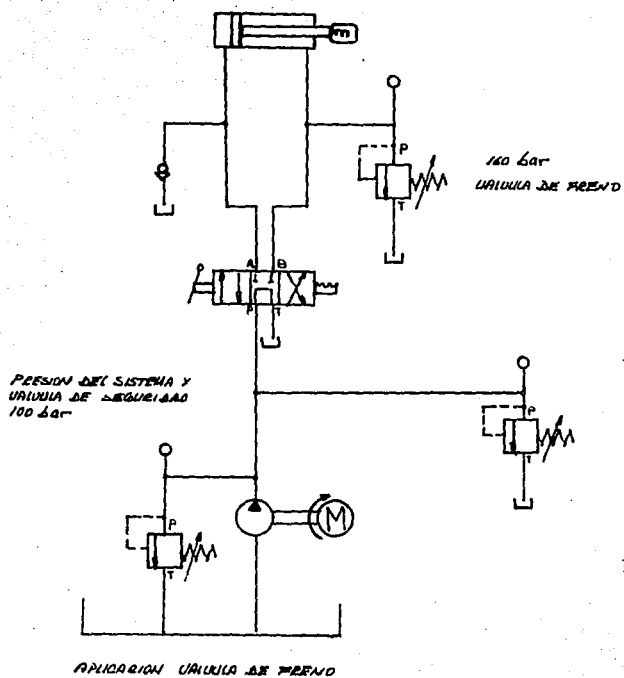 m
P
160 bar
VALVULA DE FRENO
T
A B
P T
PRESION DEL SISTEMA Y
VALVULA DE SEGURIDAD
100 bar
P
T
P
M
T
APLICACION VALVULA DE FRENO